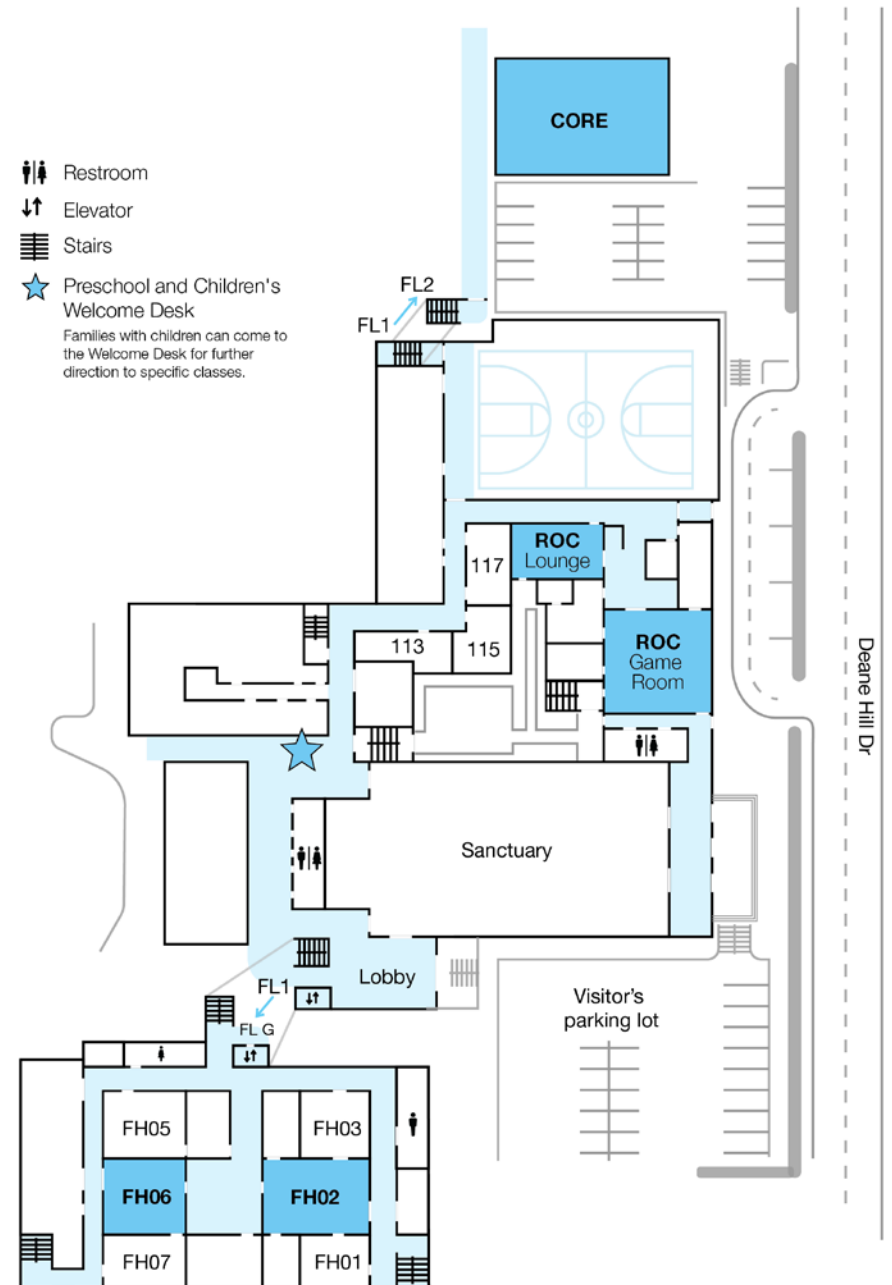 CORE
Restroom
Elevator
Stairs
Preschool and Children's
Welcome Desk
Families with children can come to
the Welcome Desk for further
direction to specific classes.
FL2
FL1
ROC
Lounge
117
113
115
ROC
Game
Room
Deane Hill Dr
Sanctuary
Lobby
FL1
FL G
Visitor's
parking lot
FH05
FH03
FH06
FH02
FH07
FH01